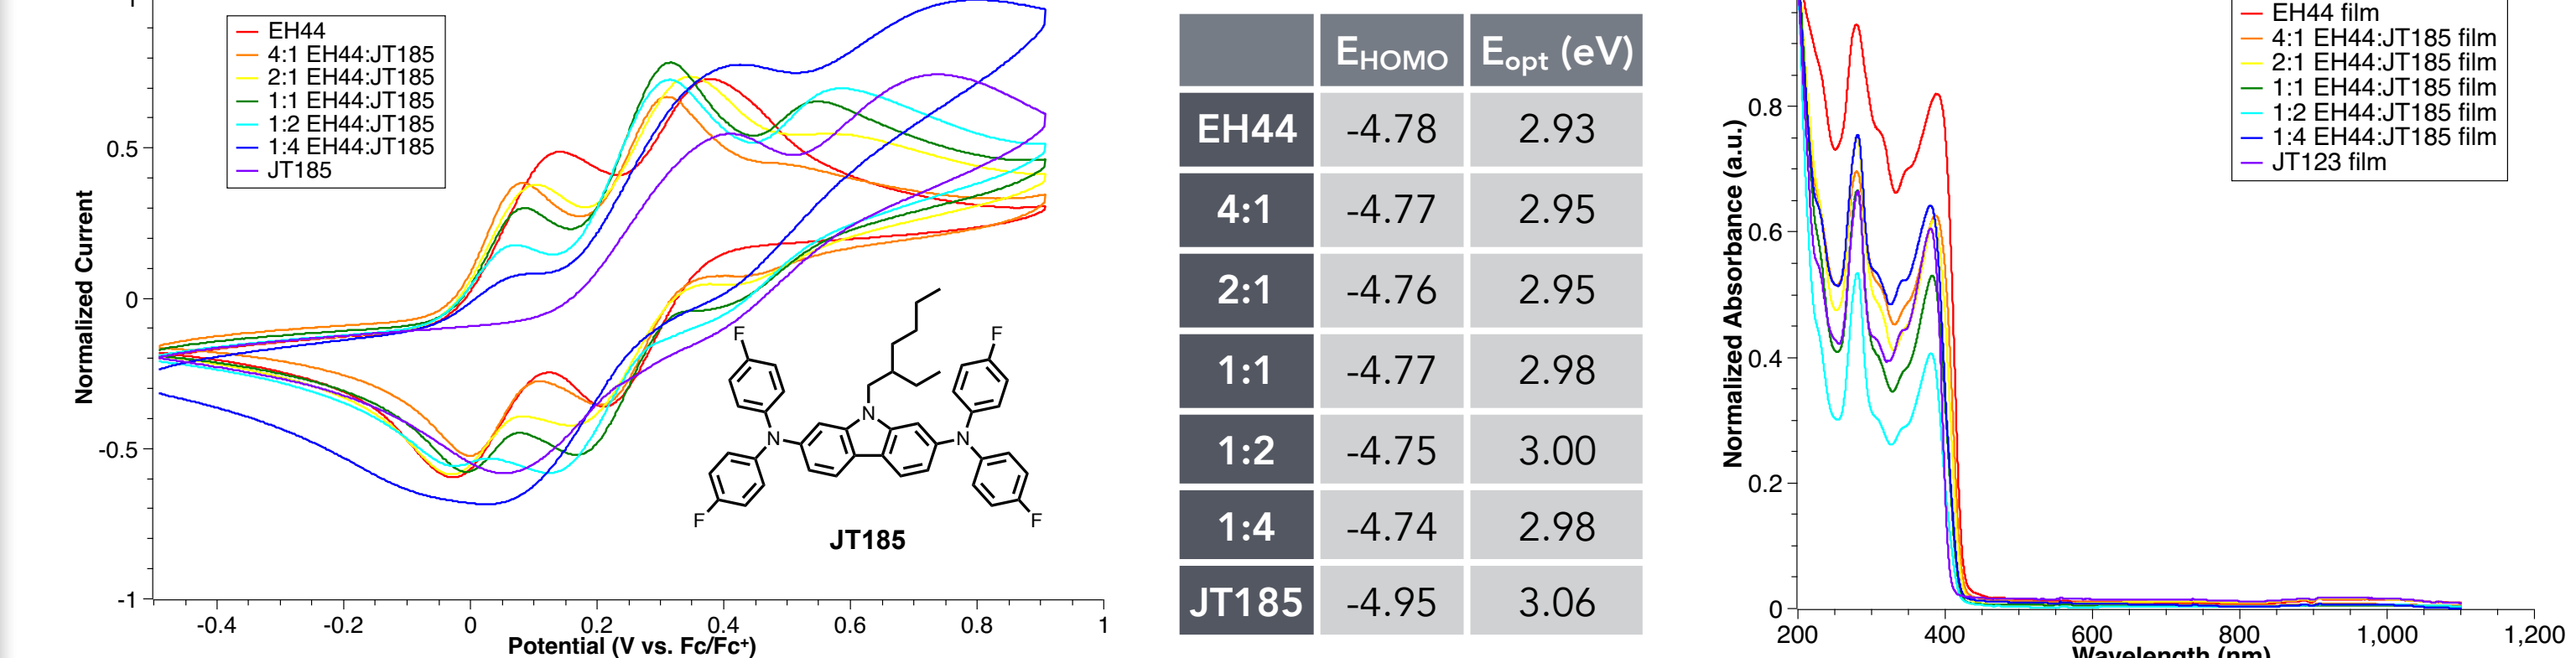 1
0.5
0
-0.5
-1
Normalized Current
EH44
4:1 EH44:JT185
2:1 EH44:JT185
1:1 EH44:JT185
1:2 EH44:JT185
1:4 EH44:JT185
JT185
-0.4 -0.2 0 0.2 0.4 0.6 0.8 1
Potential (V vs. Fc/Fc⁺)
F
F
N
N
N
F
F
JT185
E_HOMO E_opt (eV)
EH44 -4.78 2.93
4:1 -4.77 2.95
2:1 -4.76 2.95
1:1 -4.77 2.98
1:2 -4.75 3.00
1:4 -4.74 2.98
JT185 -4.95 3.06
0.8
0.6
0.4
0.2
0
Normalized Absorbance (a.u.)
EH44 film
4:1 EH44:JT185 film
2:1 EH44:JT185 film
1:1 EH44:JT185 film
1:2 EH44:JT185 film
1:4 EH44:JT185 film
JT123 film
200 400 600 800 1,000 1,200
Wavelength (nm)